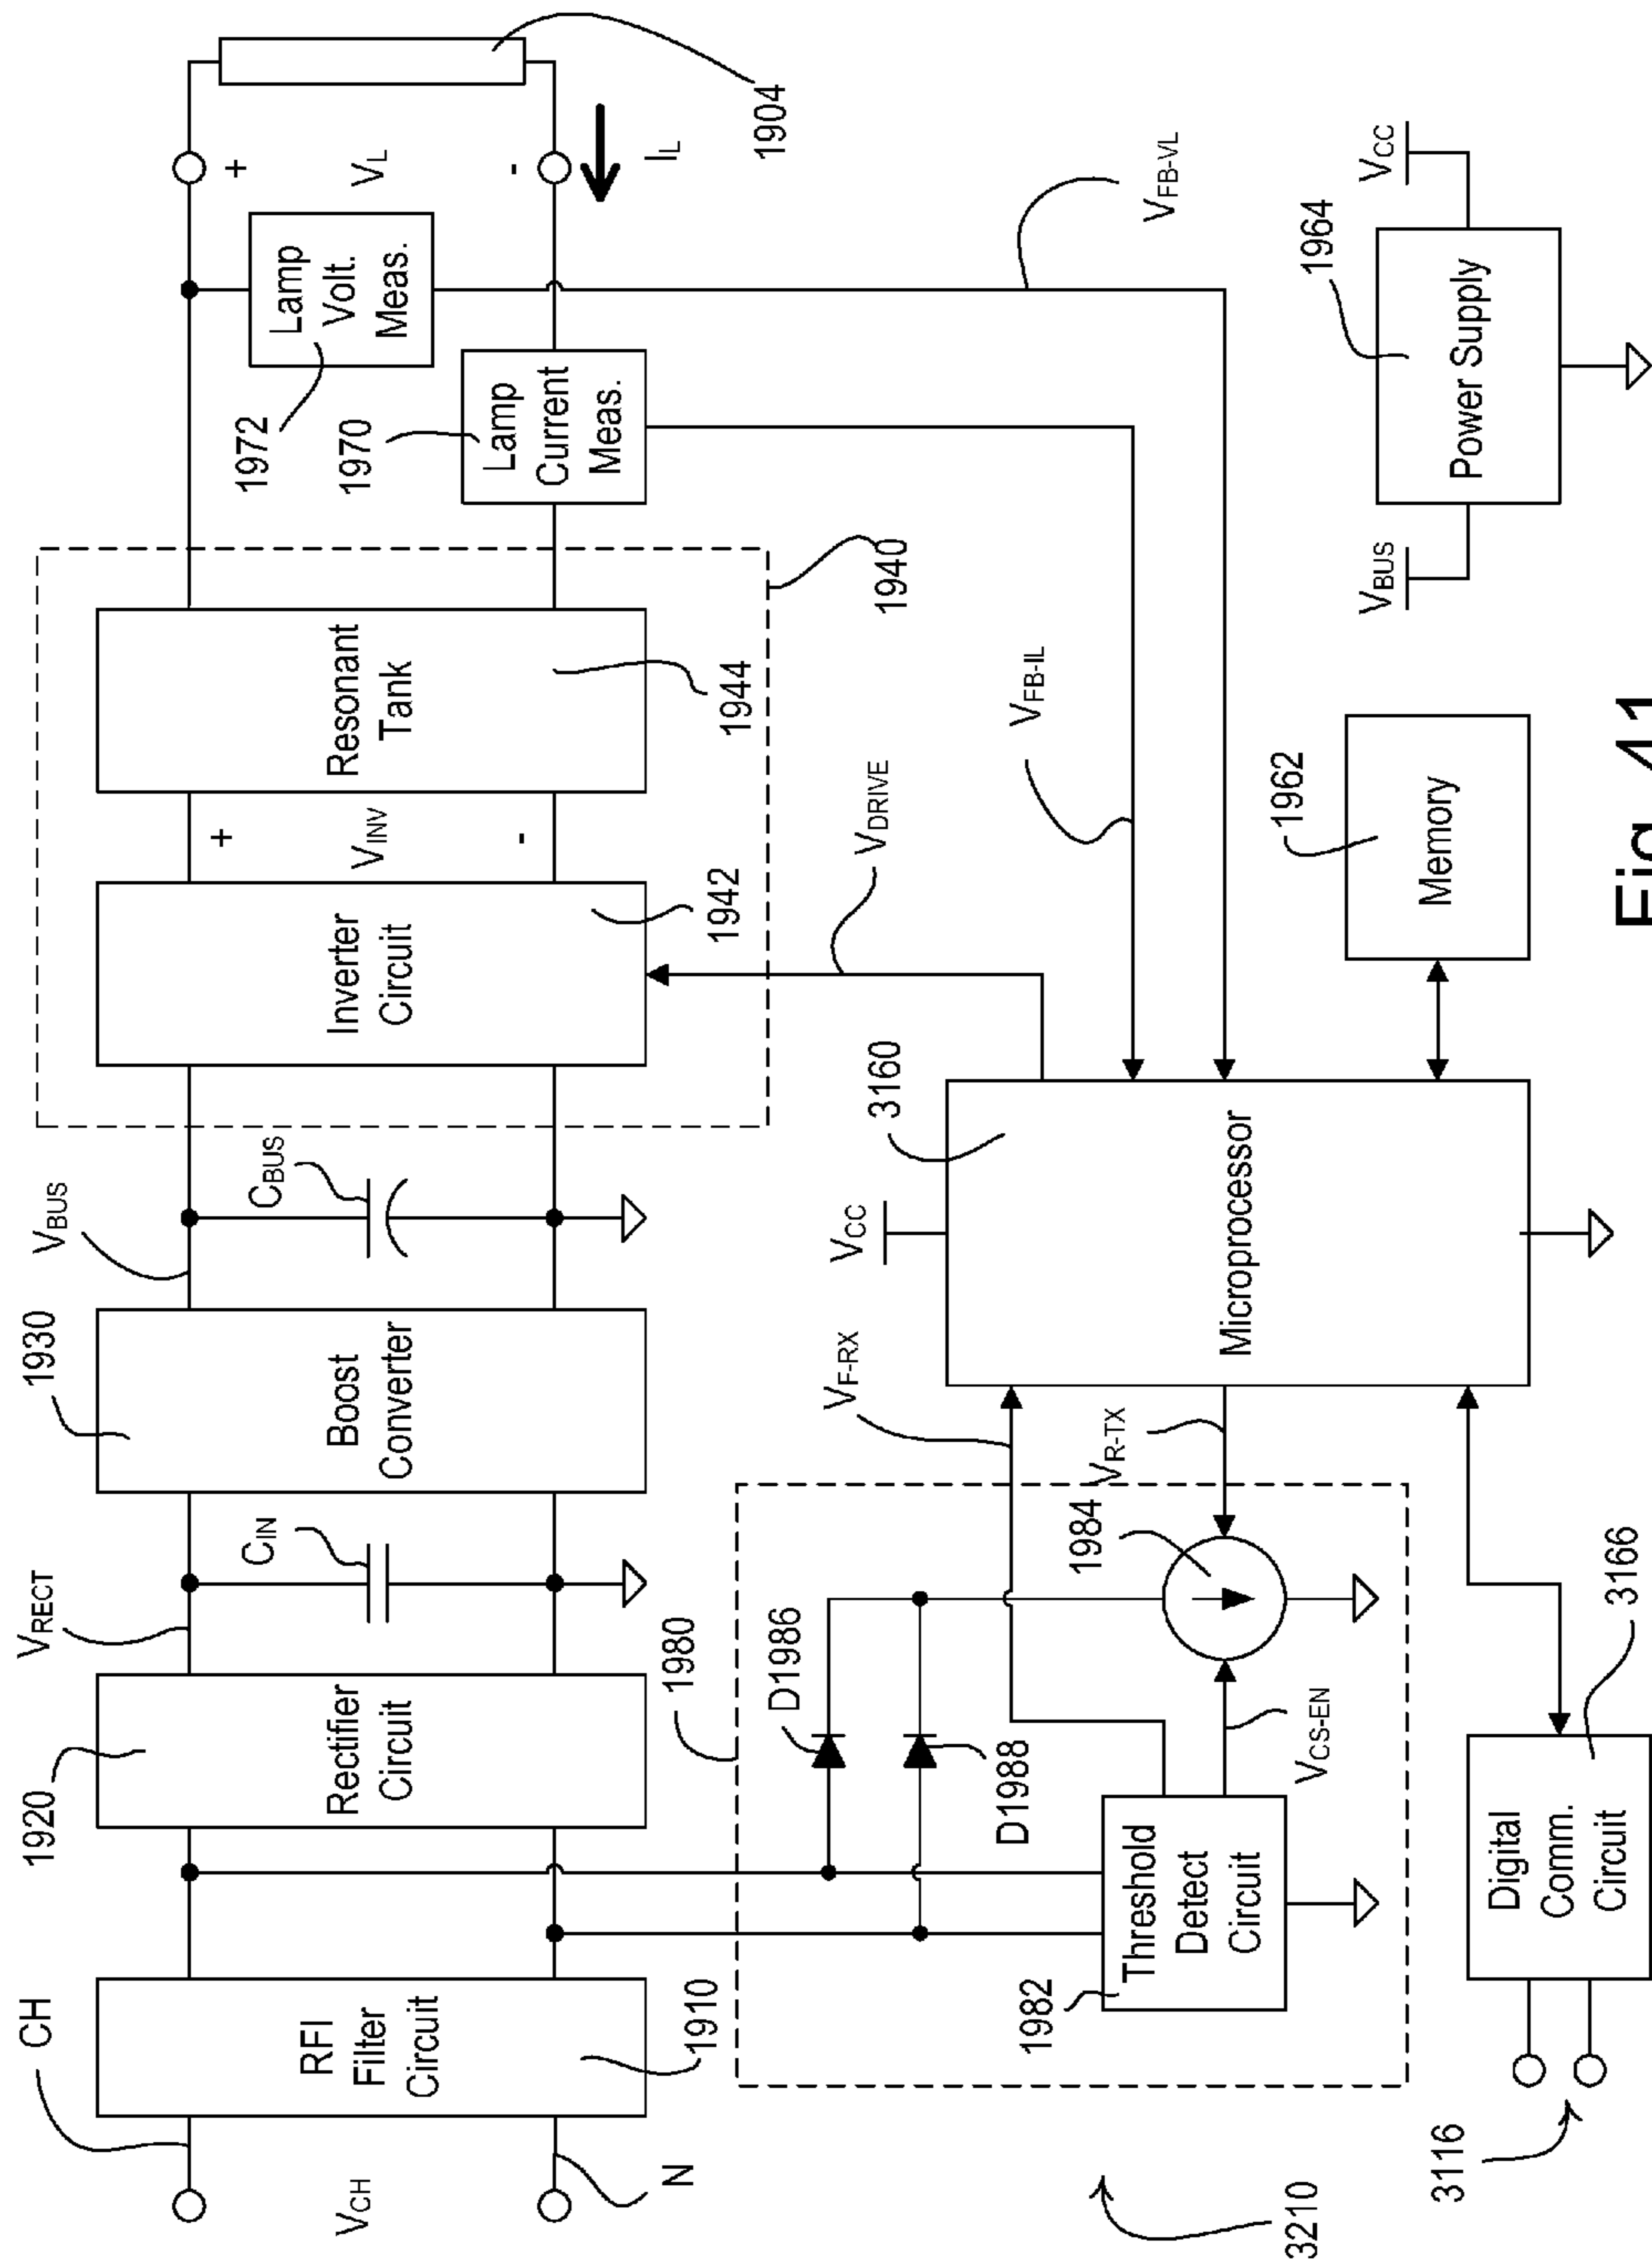 CH
V_CH
N
RFI
Filter
Circuit
1910
1920
Rectifier
Circuit
V_RECT
C_IN
1930
Boost
Converter
V_BUS
C_BUS
Inverter
Circuit
1942
+
V_INV
-
Resonant
Tank
1944
1940
1972
Lamp
Volt.
Meas.
1970
Lamp
Current
Meas.
+
V_L
-
I_L
1904
1980
D1986
D1988
1982
Threshold
Detect
Circuit
V_CS-EN
1984
V_F-RX
V_R-TX
V_CC
3160
Microprocessor
V_DRIVE
V_FB-IL
V_FB-VL
1962
Memory
V_BUS
1964
Power Supply
V_CC
3210
3116
Digital
Comm.
Circuit
3166
Fig. 41